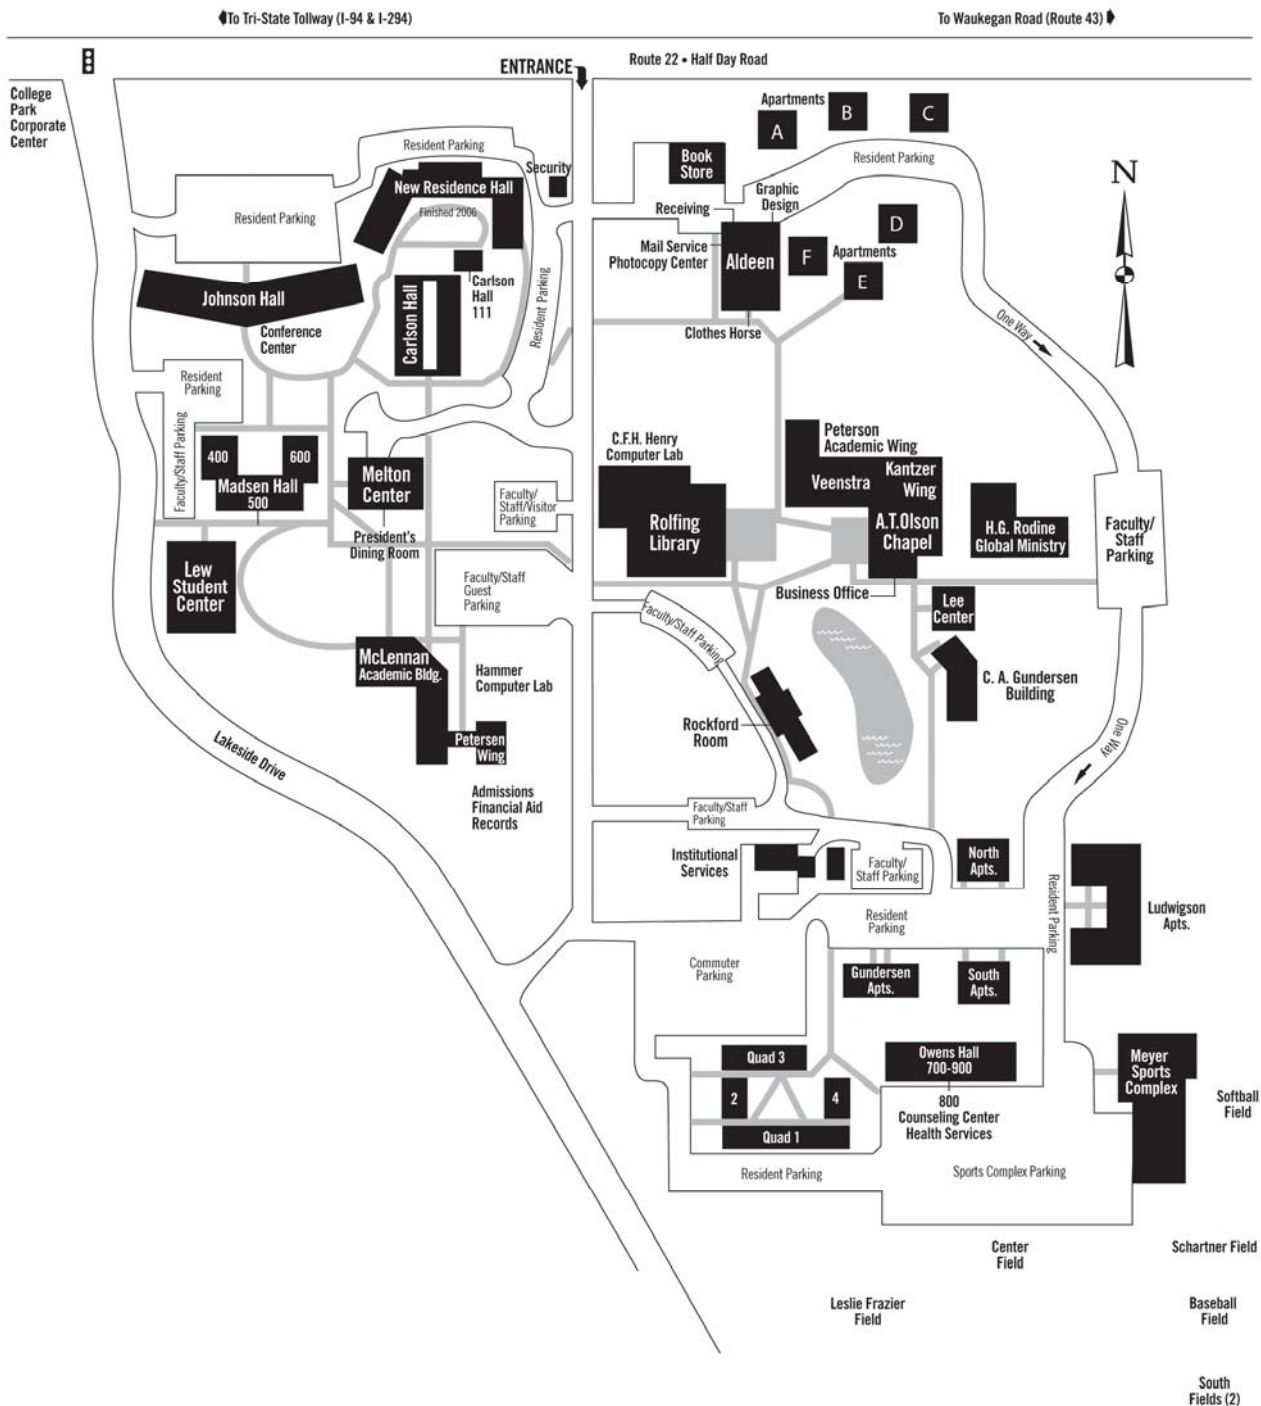 To Tri-State Tollway (I-94 & I-294)
To Waukegan Road (Route 43)
ENTRANCE
Route 22 • Half Day Road
College
Park
Corporate
Center
Apartments
A
B
C
Resident Parking
Resident Parking
Book
Store
Security
New Residence Hall
Finished 2006
Resident Parking
N
Graphic
Design
Receiving
Mail Service
Photocopy Center
Aldeen
F
Apartments
D
E
Carlson
Hall
111
Carlson Hall
Resident Parking
Johnson Hall
Conference
Center
Clothes Horse
One Way
Resident
Parking
Faculty/Staff Parking
400
600
Madsen Hall
500
Melton
Center
President's
Dining Room
Faculty/
Staff/Visitor
Parking
C.F.H. Henry
Computer Lab
Rolfing
Library
Peterson
Academic Wing
Veenstra
Kantzer
Wing
A.T.Olson
Chapel
H.G. Rodine
Global Ministry
Faculty/
Staff
Parking
Lew
Student
Center
Faculty/Staff
Guest
Parking
Business Office
Lee
Center
Faculty/Staff Parking
McLennan
Academic Bldg.
Hammer
Computer Lab
C. A. Gundersen
Building
Rockford
Room
Petersen
Wing
One Way
Lakeside Drive
Admissions
Financial Aid
Records
Faculty/Staff
Parking
Institutional
Services
Faculty/
Staff Parking
North
Apts.
Resident Parking
Ludwigson
Apts.
Resident
Parking
Commuter
Parking
Gundersen
Apts.
South
Apts.
Quad 3
2
4
Quad 1
Owens Hall
700-900
800
Counseling Center
Health Services
Meyer
Sports
Complex
Softball
Field
Resident Parking
Sports Complex Parking
Center
Field
Schartner Field
Leslie Frazier
Field
Baseball
Field
South
Fields (2)